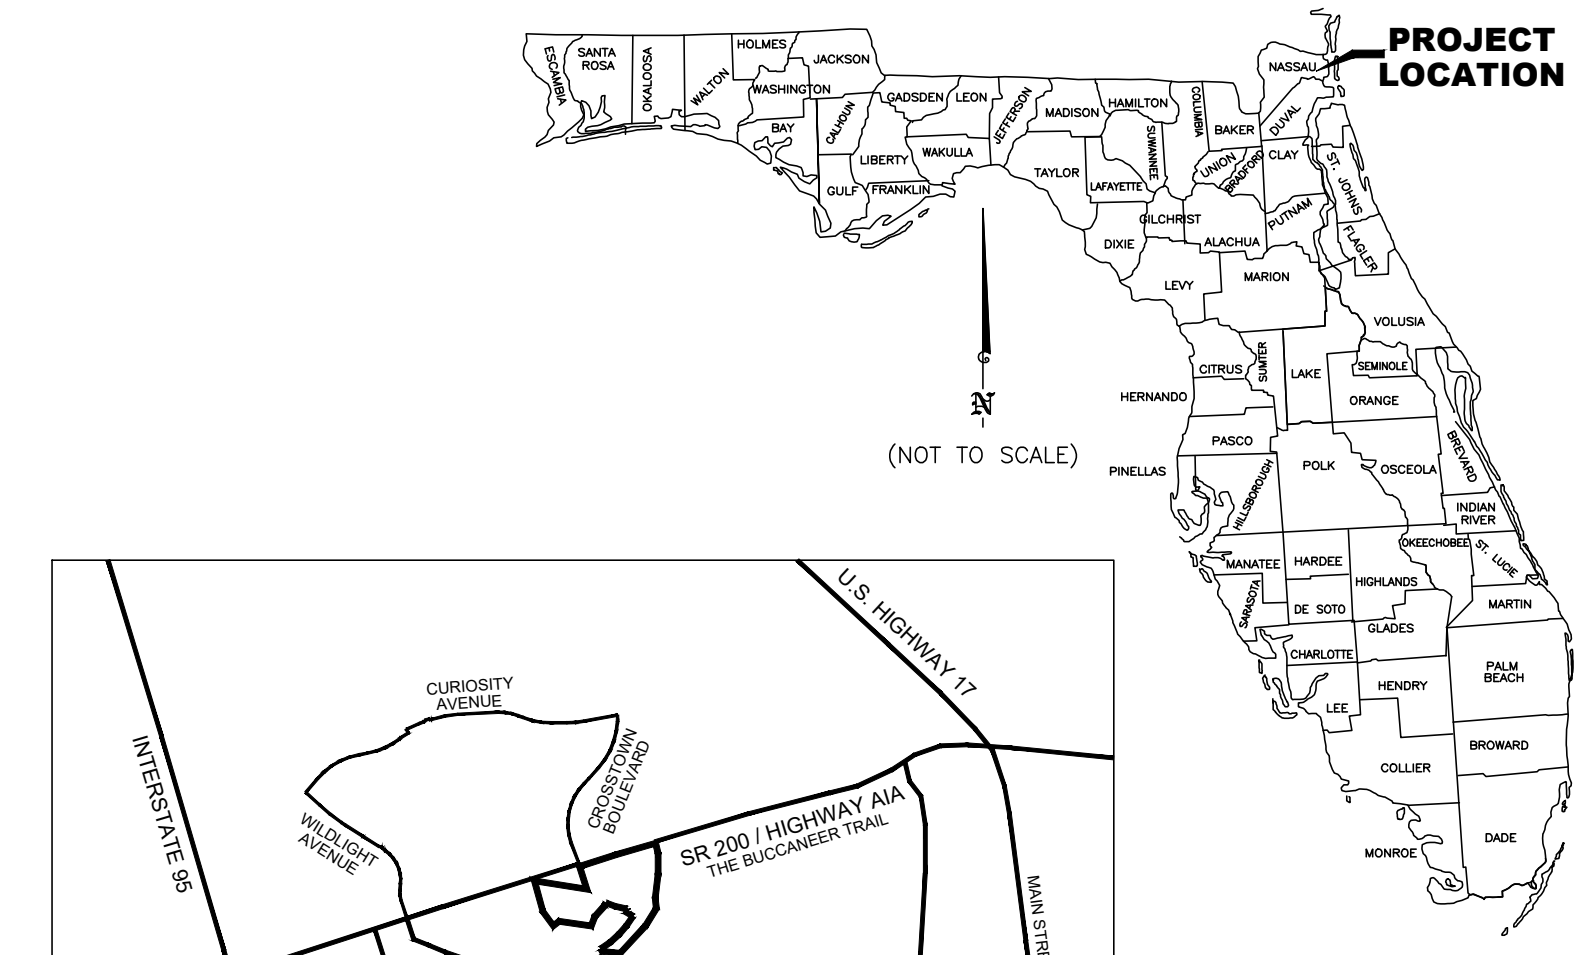 PROJECT
LOCATION
ESCAMBIA
SANTA
ROSA
OKALOOSA
WALTON
HOLMES
WASHINGTON
JACKSON
BAY
CALHOUN
GULF
GADSDEN
LIBERTY
FRANKLIN
LEON
WAKULLA
JEFFERSON
MADISON
TAYLOR
HAMILTON
SUWANNEE
LAFAYETTE
DIXIE
COLUMBIA
GILCHRIST
BAKER
UNION
BRADFORD
ALACHUA
NASSAU
DUVAL
CLAY
ST. JOHNS
PUTNAM
FLAGLER
LEVY
MARION
VOLUSIA
CITRUS
SUMTER
LAKE
SEMINOLE
HERNANDO
ORANGE
PASCO
BREVARD
PINELLAS
HILLSBOROUGH
POLK
OSCEOLA
INDIAN
RIVER
MANATEE
HARDEE
OKEECHOBEE
ST. LUCIE
HIGHLANDS
SARASOTA
DE SOTO
MARTIN
GLADES
CHARLOTTE
HENDRY
PALM
BEACH
LEE
BROWARD
COLLIER
DADE
MONROE
N
(NOT TO SCALE)
INTERSTATE 95
CURIOSITY
AVENUE
CROSSTOWN
BOULEVARD
WILDLIGHT
AVENUE
U.S. HIGHWAY 17
SR 200 / HIGHWAY AIA
THE BUCCANEER TRAIL
MAIN STRE